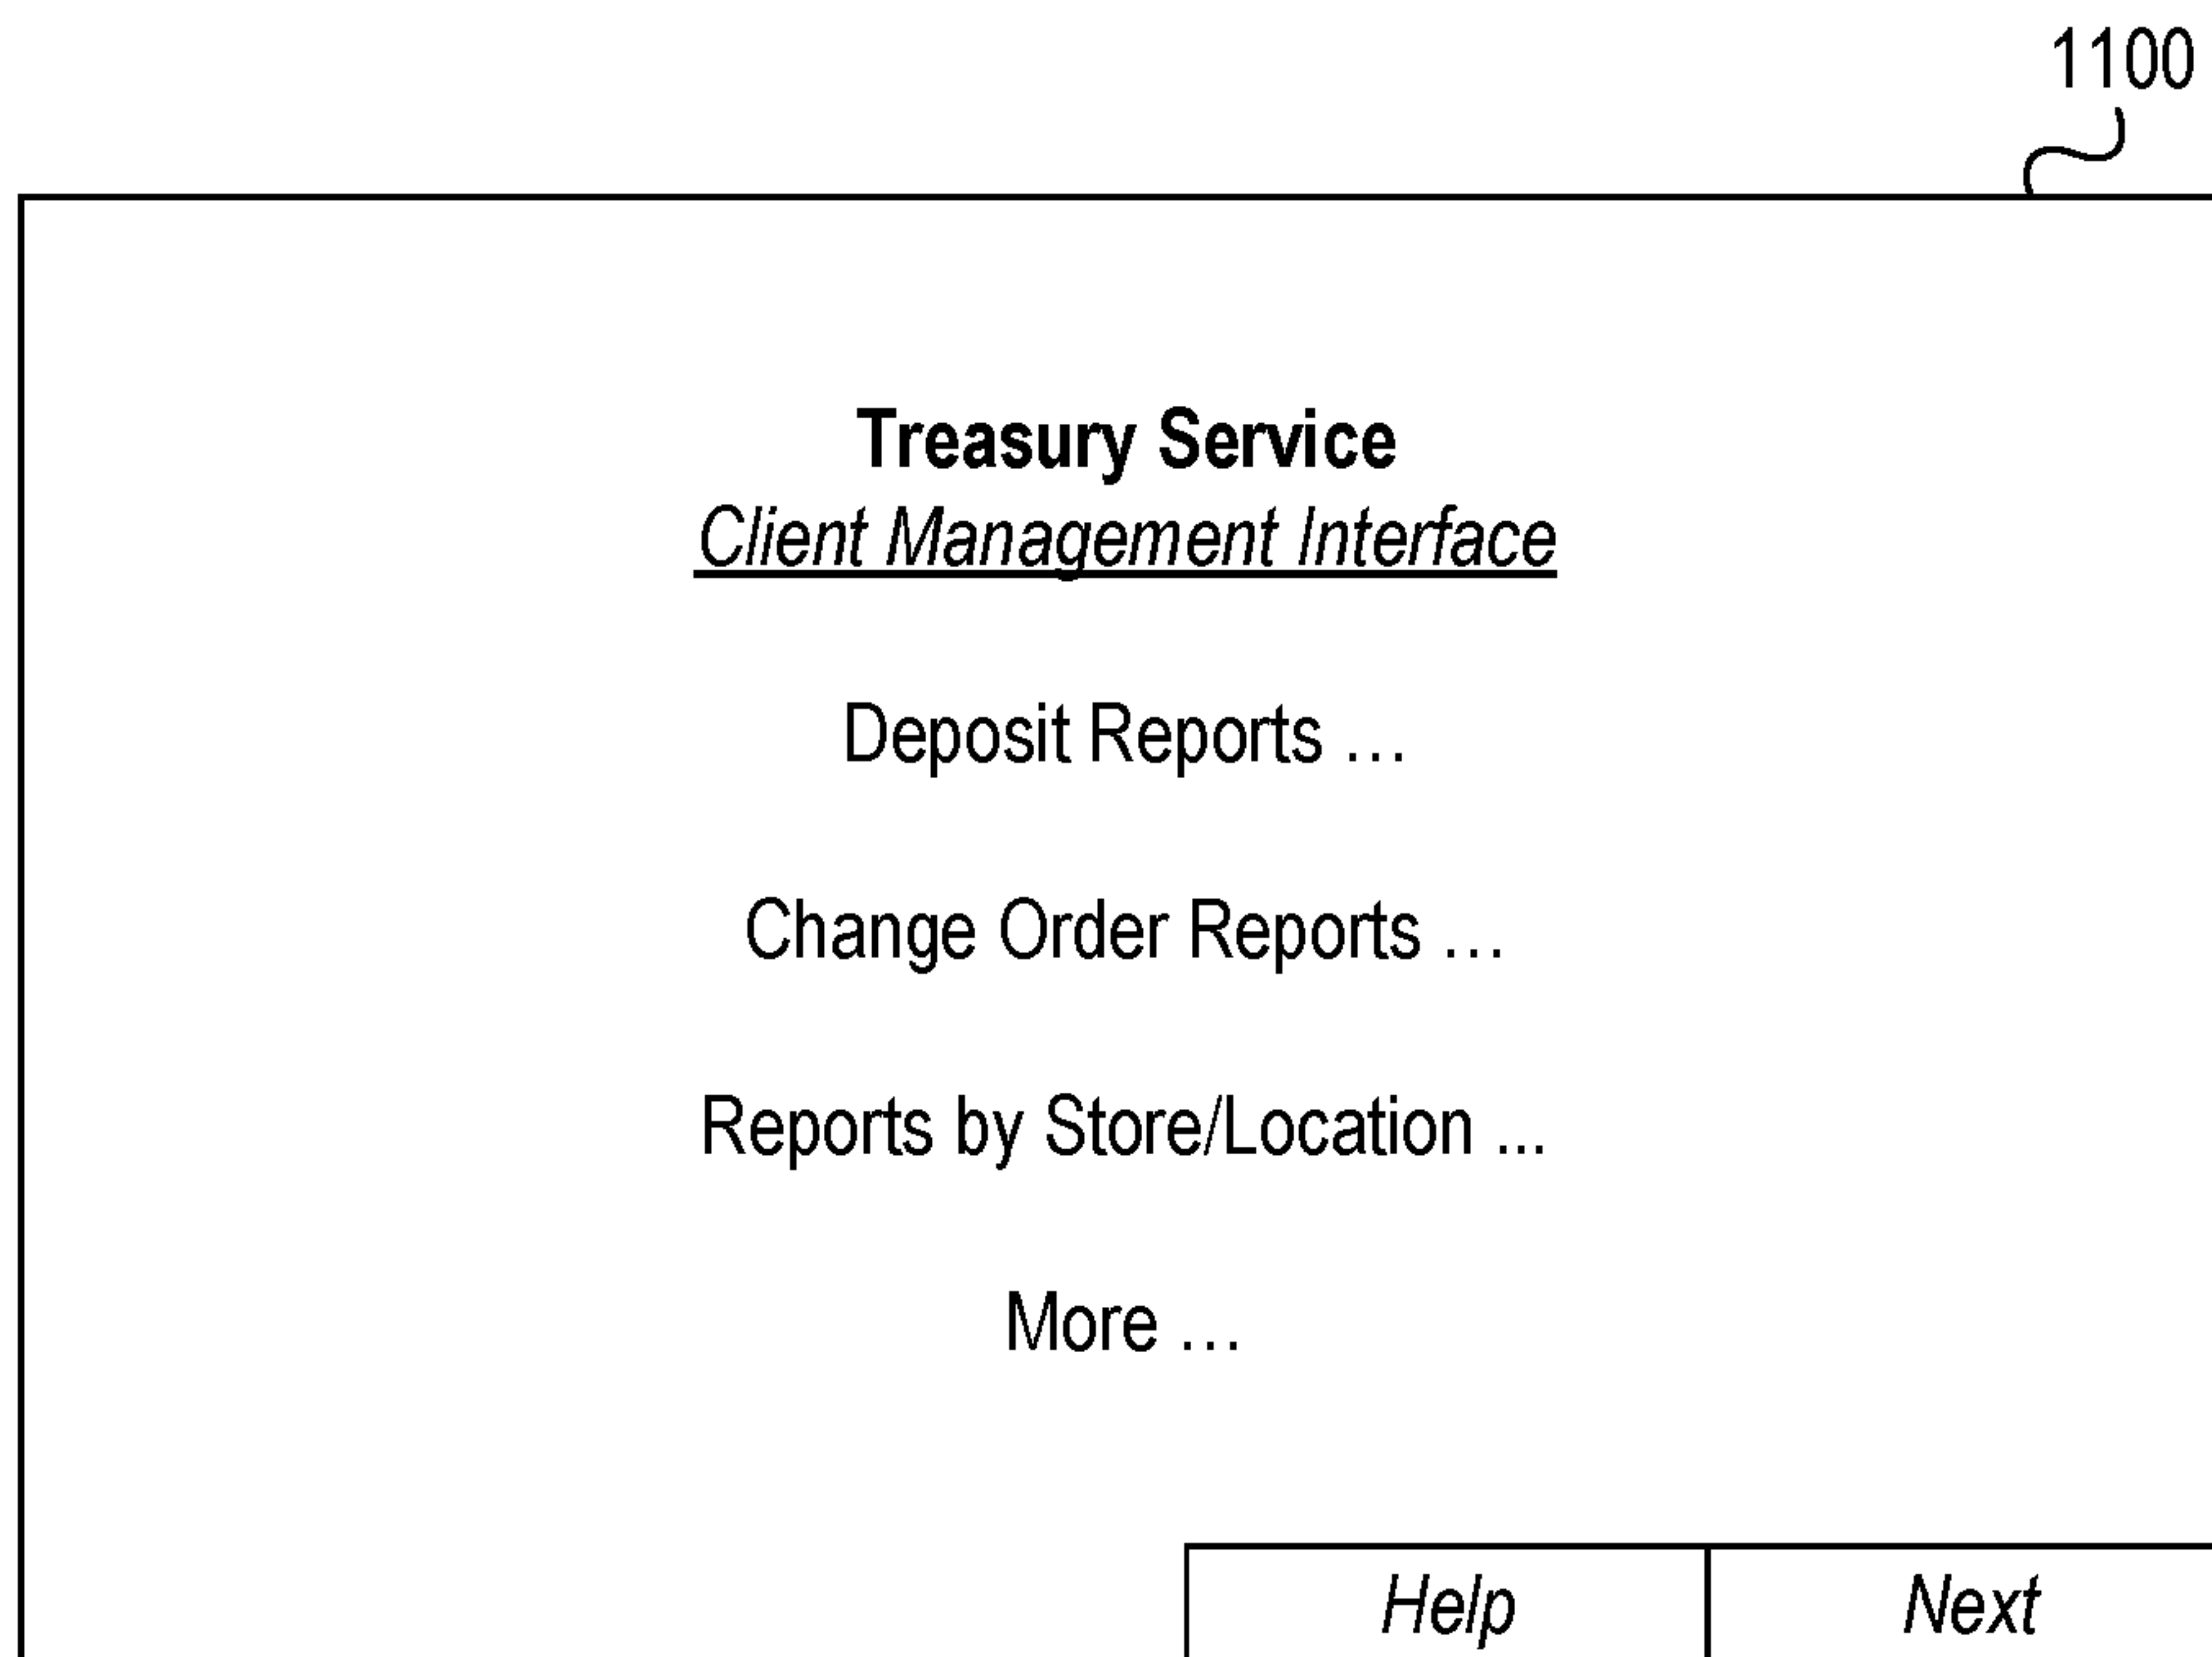 1100
Treasury Service
Client Management Interface
Deposit Reports …
Change Order Reports …
Reports by Store/Location ...
More …
Help Next